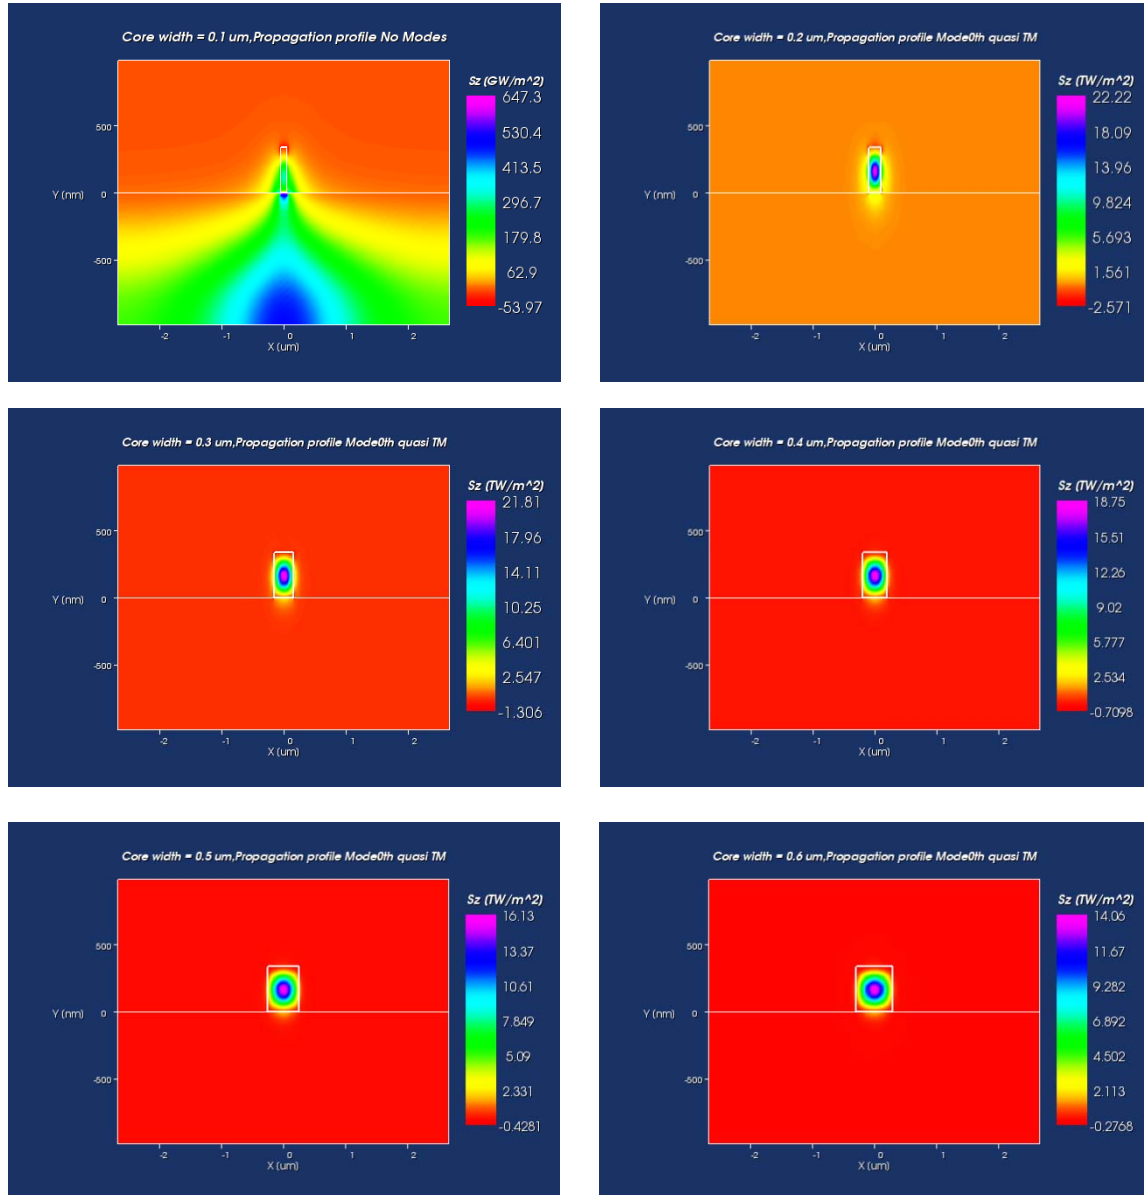 Core width = 0.1 um,Propagation profile No Modes
Sz (GW/m^2)
647.3
530.4
413.5
296.7
179.8
62.9
-53.97
500
Y (nm) 0
-500
-2 -1 0 1 2
X (um)
Core width = 0.2 um,Propagation profile Mode0th quasi TM
Sz (TW/m^2)
22.22
18.09
13.96
9.824
5.693
1.561
-2.571
500
Y (nm) 0
-500
-2 -1 0 1 2
X (um)
Core width = 0.3 um,Propagation profile Mode0th quasi TM
Sz (TW/m^2)
21.81
17.96
14.11
10.25
6.401
2.547
-1.306
500
Y (nm) 0
-500
-2 -1 0 1 2
X (um)
Core width = 0.4 um,Propagation profile Mode0th quasi TM
Sz (TW/m^2)
18.75
15.51
12.26
9.02
5.777
2.534
-0.7098
500
Y (nm) 0
-500
-2 -1 0 1 2
X (um)
Core width = 0.5 um,Propagation profile Mode0th quasi TM
Sz (TW/m^2)
16.13
13.37
10.61
7.849
5.09
2.331
-0.4281
500
Y (nm) 0
-500
-2 -1 0 1 2
X (um)
Core width = 0.6 um,Propagation profile Mode0th quasi TM
Sz (TW/m^2)
14.06
11.67
9.282
6.892
4.502
2.113
-0.2768
500
Y (nm) 0
-500
-2 -1 0 1 2
X (um)